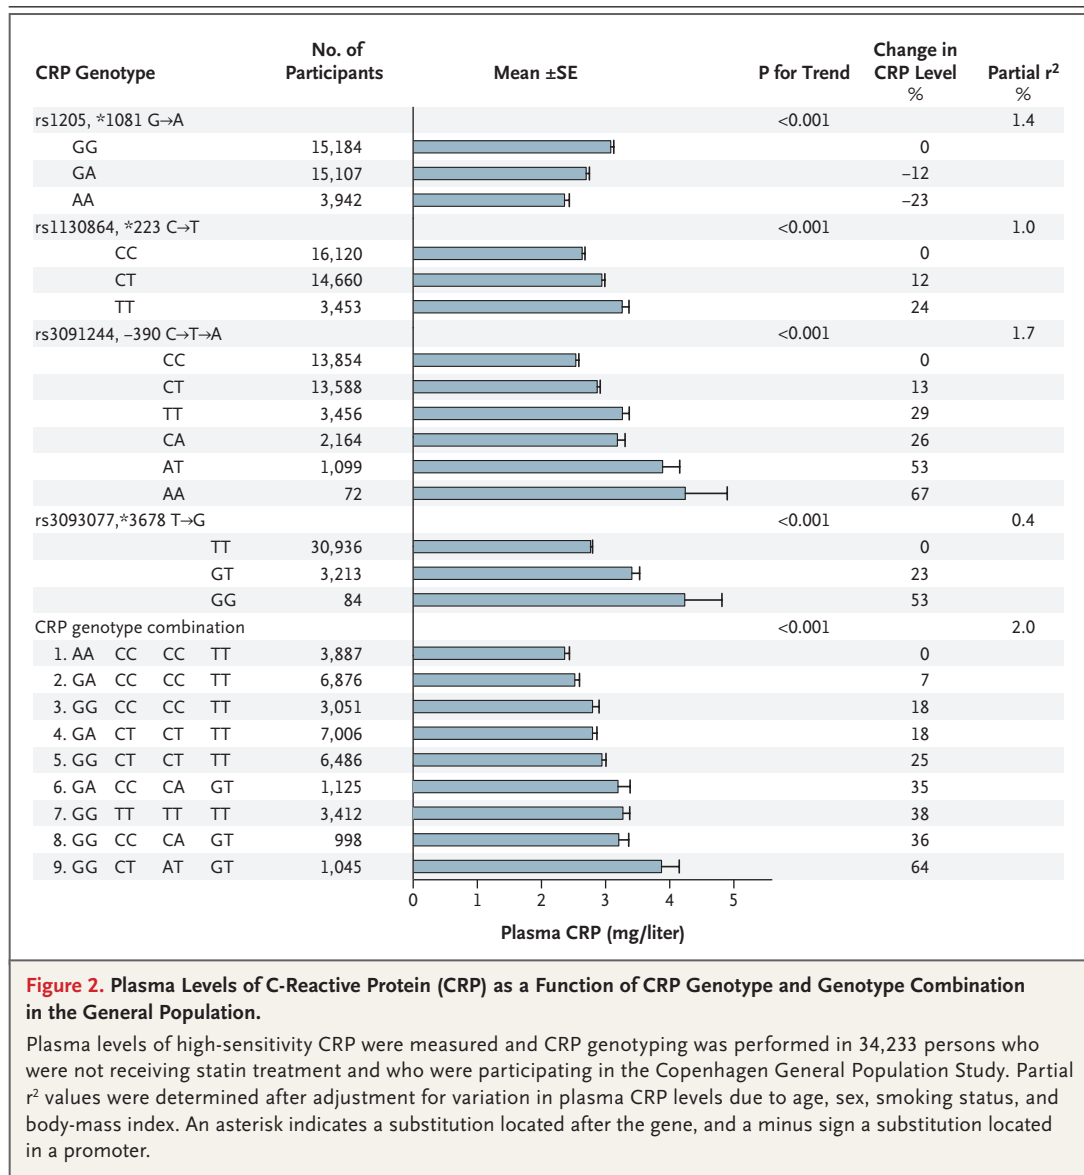 CRP Genotype No. of Participants Mean ±SE P for Trend Change in CRP Level Partial r²
% %
rs1205, *1081 G→A <0.001 1.4
GG 15,184 0
GA 15,107 –12
AA 3,942 –23
rs1130864, *223 C→T <0.001 1.0
CC 16,120 0
CT 14,660 12
TT 3,453 24
rs3091244, –390 C→T→A <0.001 1.7
CC 13,854 0
CT 13,588 13
TT 3,456 29
CA 2,164 26
AT 1,099 53
AA 72 67
rs3093077,*3678 T→G <0.001 0.4
TT 30,936 0
GT 3,213 23
GG 84 53
CRP genotype combination <0.001 2.0
1. AA CC CC TT 3,887 0
2. GA CC CC TT 6,876 7
3. GG CC CC TT 3,051 18
4. GA CT CT TT 7,006 18
5. GG CT CT TT 6,486 25
6. GA CC CA GT 1,125 35
7. GG TT TT TT 3,412 38
8. GG CC CA GT 998 36
9. GG CT AT GT 1,045 64
0 1 2 3 4 5
Plasma CRP (mg/liter)
Figure 2. Plasma Levels of C-Reactive Protein (CRP) as a Function of CRP Genotype and Genotype Combination
in the General Population.
Plasma levels of high-sensitivity CRP were measured and CRP genotyping was performed in 34,233 persons who
were not receiving statin treatment and who were participating in the Copenhagen General Population Study. Partial
r² values were determined after adjustment for variation in plasma CRP levels due to age, sex, smoking status, and
body-mass index. An asterisk indicates a substitution located after the gene, and a minus sign a substitution located
in a promoter.